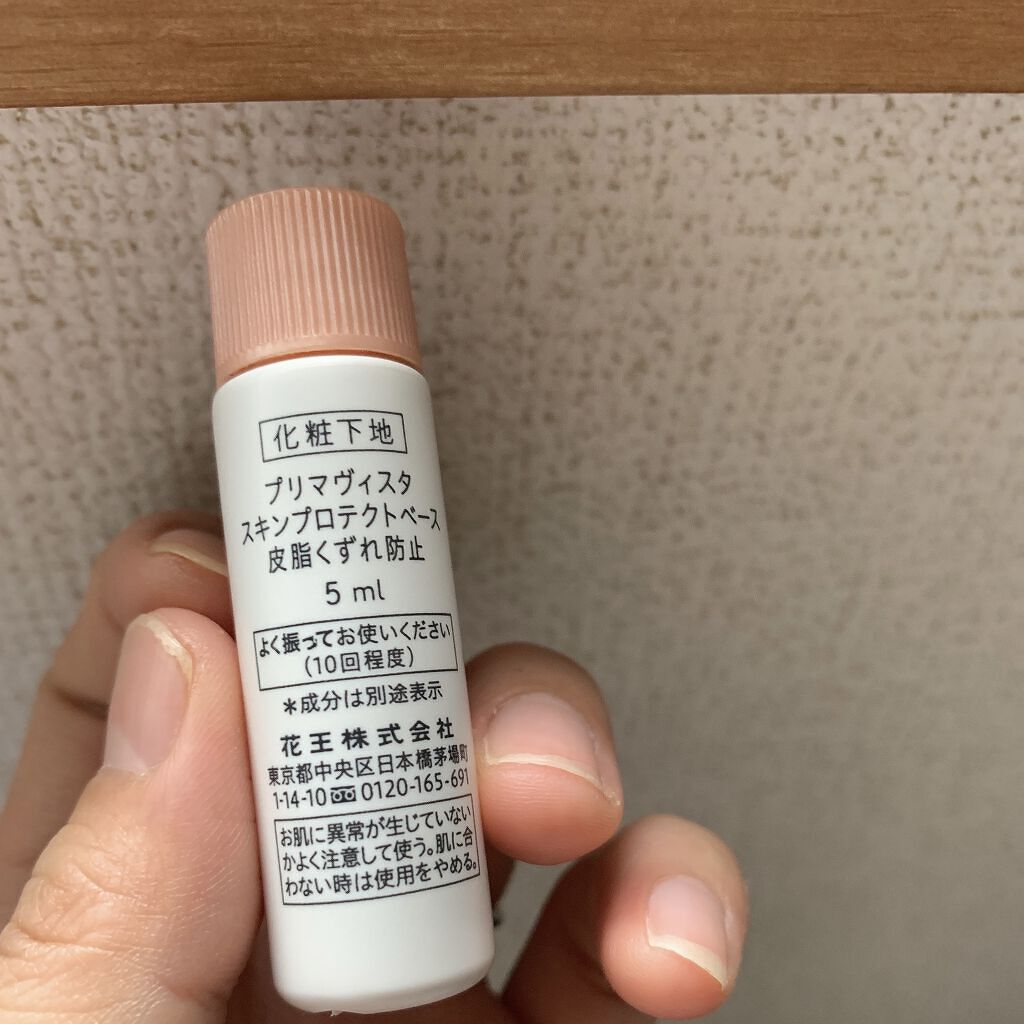 化粧下地
プリマヴィスタ
スキンプロテクトベース
皮脂くずれ防止
5 ml
よく振ってお使いください
(10回程度)
*成分は別途表示
花王株式会社
東京都中央区日本橋茅場町
1-14-10 0120-165-691
お肌に異常が生じていない
かよく注意して使う。肌に合
わない時は使用をやめる。